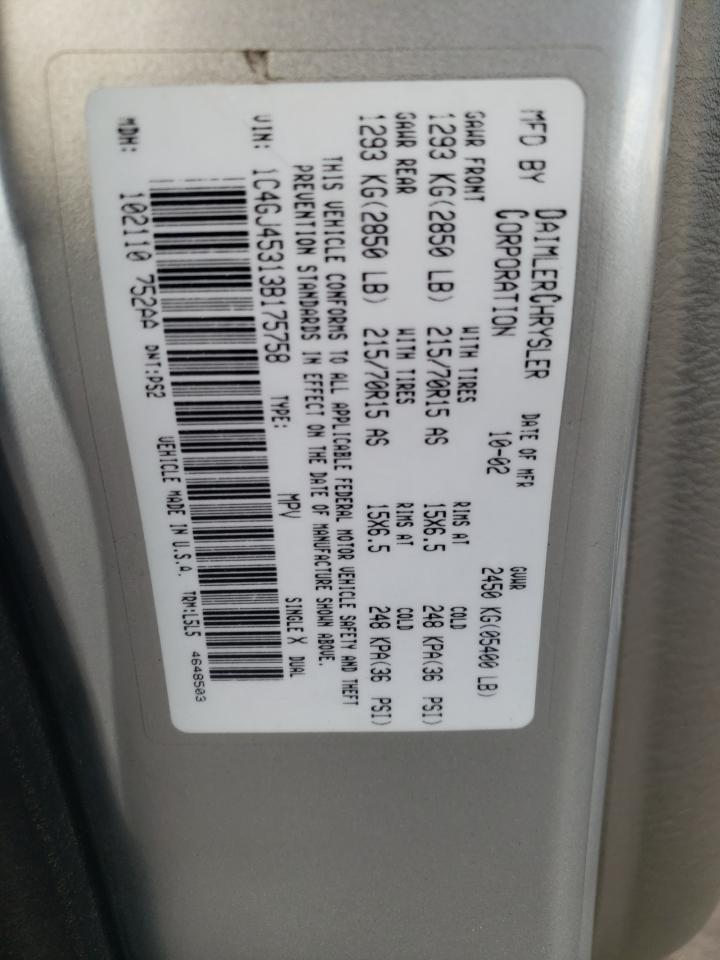 MFD BY DAIMLERCHRYSLER CORPORATION DATE OF MFR 10-02 GVWR 2450 KG(05400 LB)
GAWR FRONT WITH TIRES RIMS AT COLD
1293 KG(2850 LB) 215/70R15 AS 15X6.5 248 KPA(36 PSI)
GAWR REAR WITH TIRES RIMS AT COLD
1293 KG(2850 LB) 215/70R15 AS 15X6.5 248 KPA(36 PSI)
THIS VEHICLE CONFORMS TO ALL APPLICABLE FEDERAL MOTOR VEHICLE SAFETY AND THEFT
PREVENTION STANDARDS IN EFFECT ON THE DATE OF MANUFACTURE SHOWN ABOVE.
VIN: 1C4GJ45313B175758 TYPE: MPV SINGLE X DUAL
MDH: 102110 752AA PNT:PS2 VEHICLE MADE IN U.S.A. TRM:L5L5 4648503